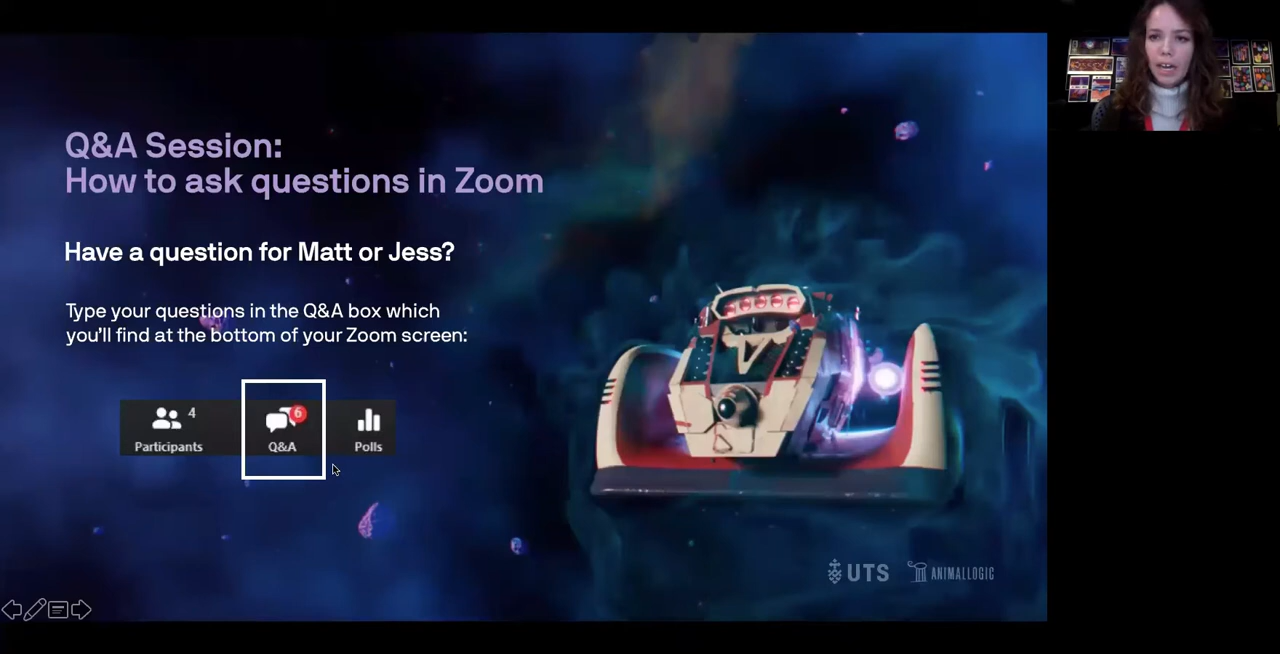 Q&A Session:
How to ask questions in Zoom
Have a question for Matt or Jess?
Type your questions in the Q&A box which
you'll find at the bottom of your Zoom screen:
4
6
Participants
Q&A
Polls
UTS
ANIMALLOGIC